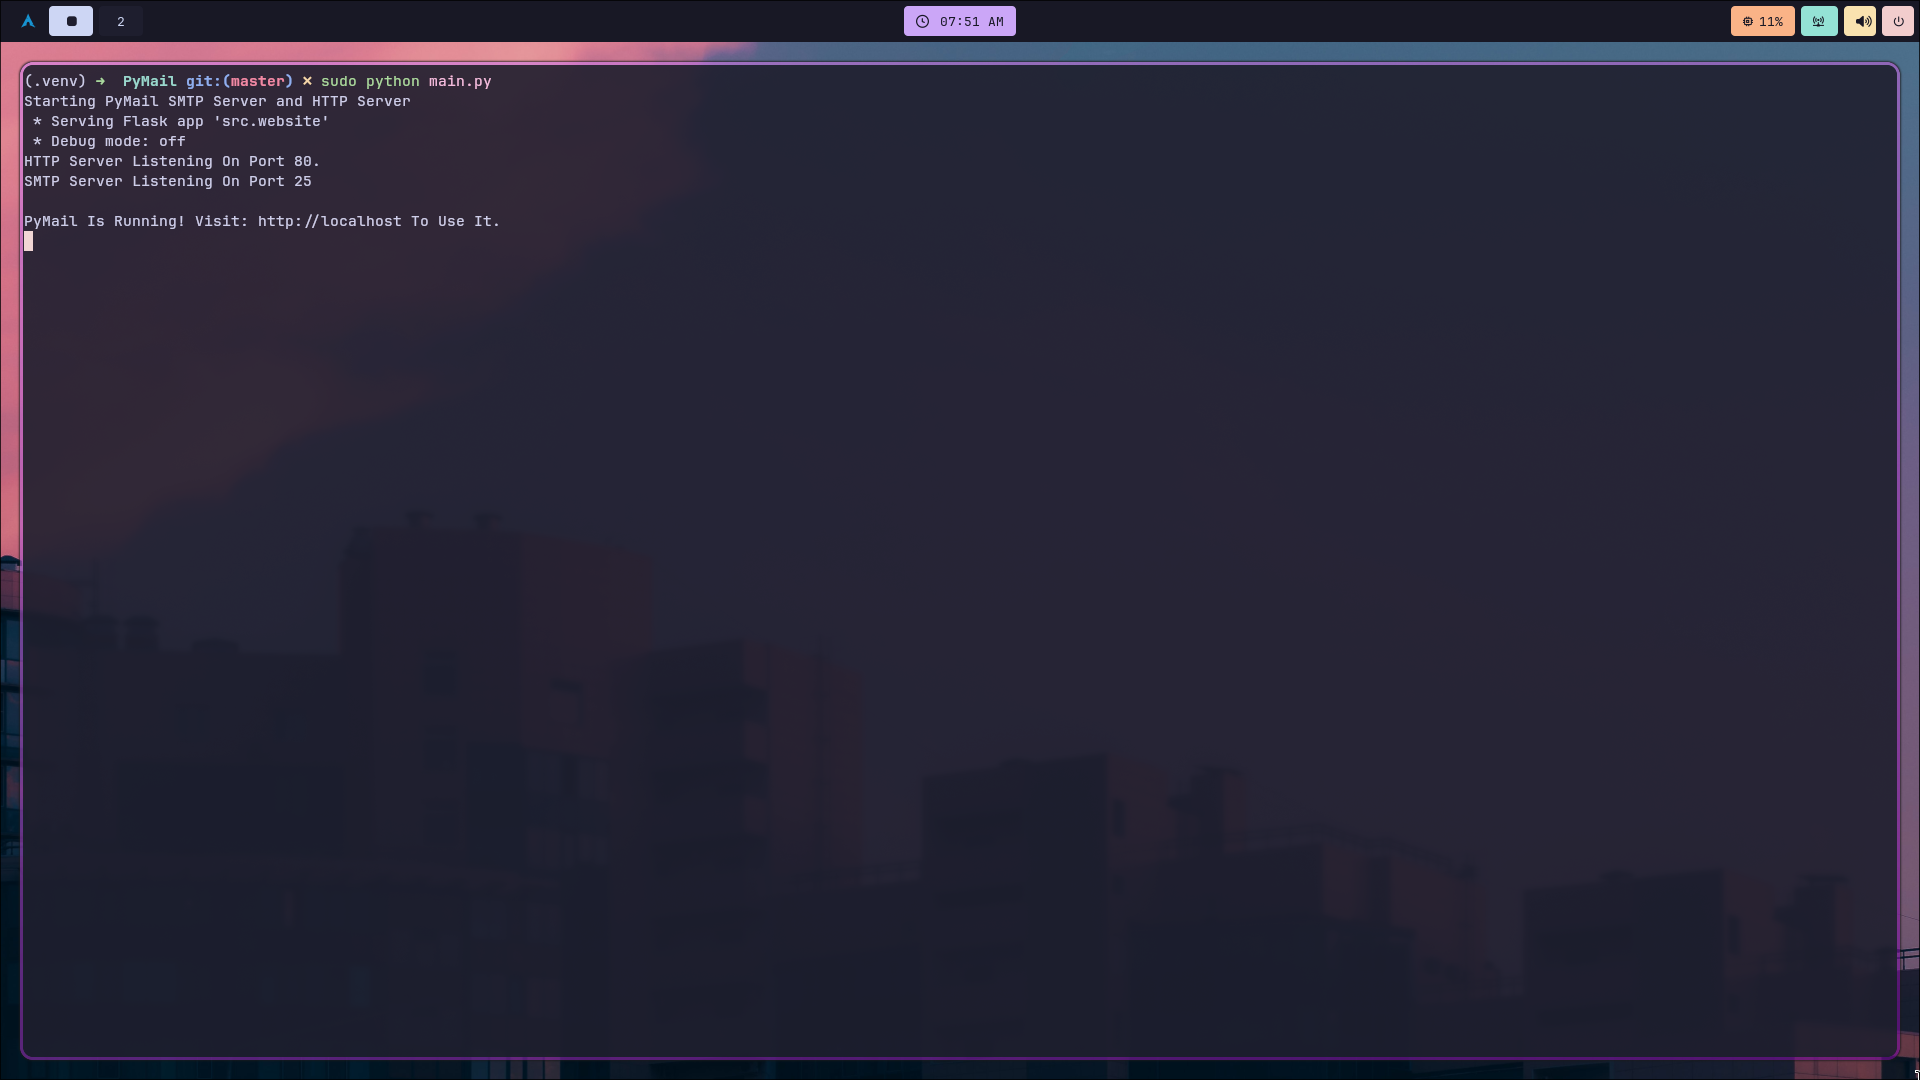 2
07:51 AM
11%
(.venv) ➜  PyMail git:(master) ✗ sudo python main.py
Starting PyMail SMTP Server and HTTP Server
 * Serving Flask app 'src.website'
 * Debug mode: off
HTTP Server Listening On Port 80.
SMTP Server Listening On Port 25
PyMail Is Running! Visit: http://localhost To Use It.